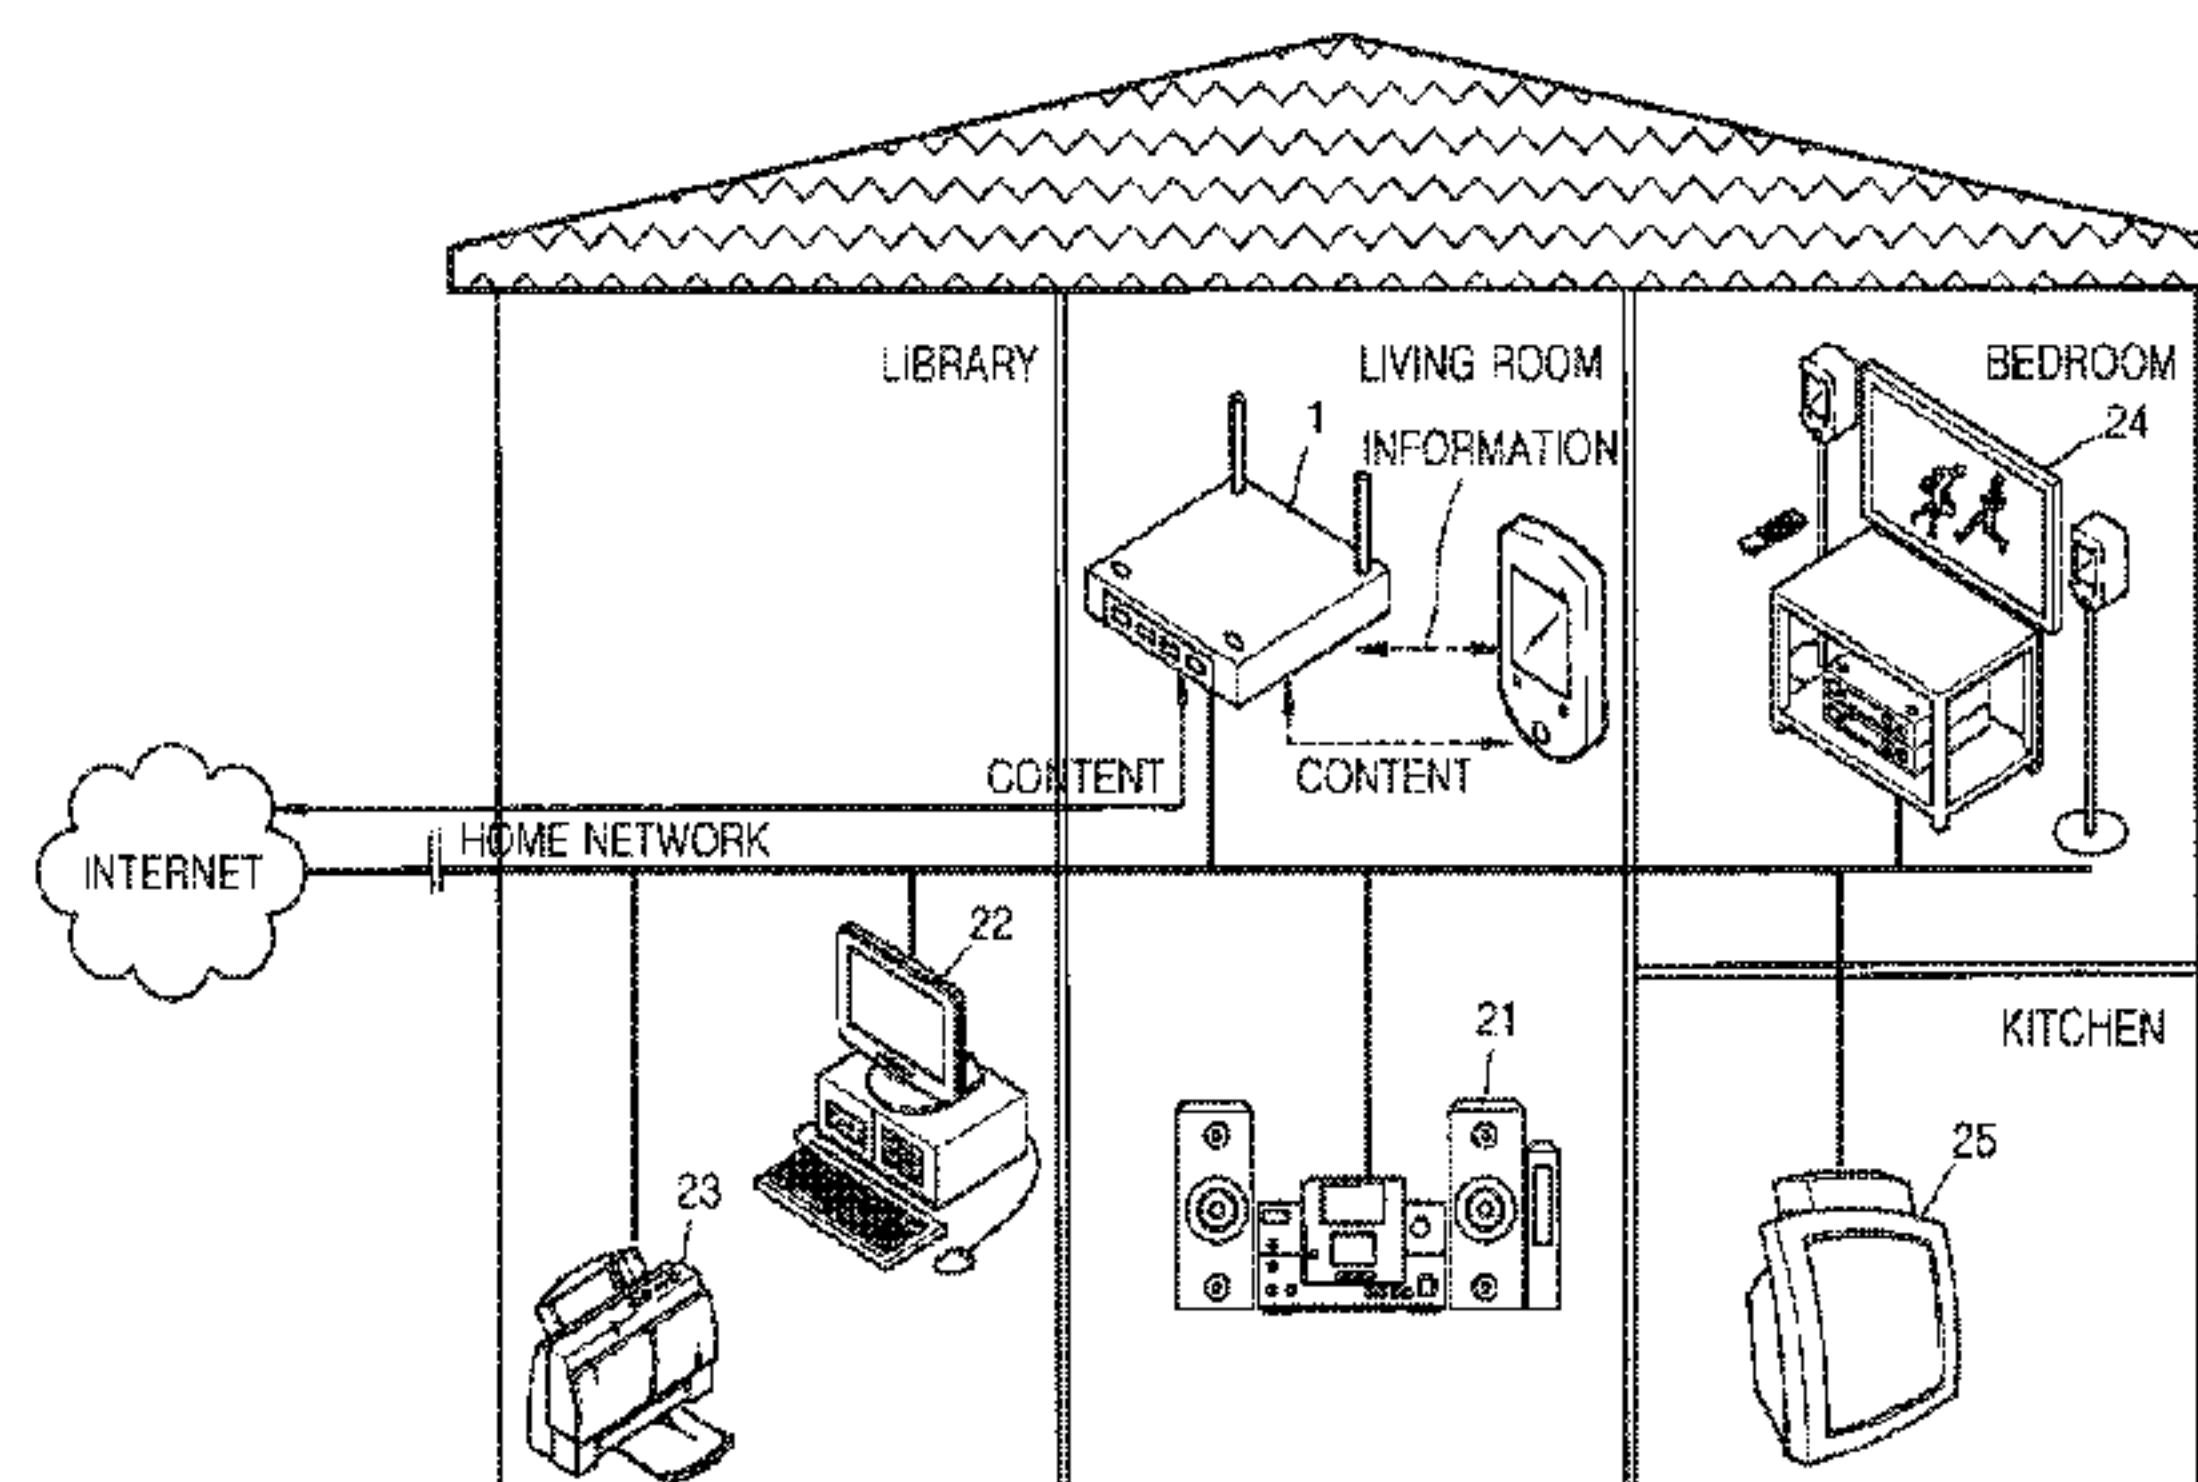 LIBRARY
LIVING ROOM
BEDROOM
1
INFORMATION
24
CONTENT
CONTENT
HOME NETWORK
INTERNET
22
21
KITCHEN
25
23